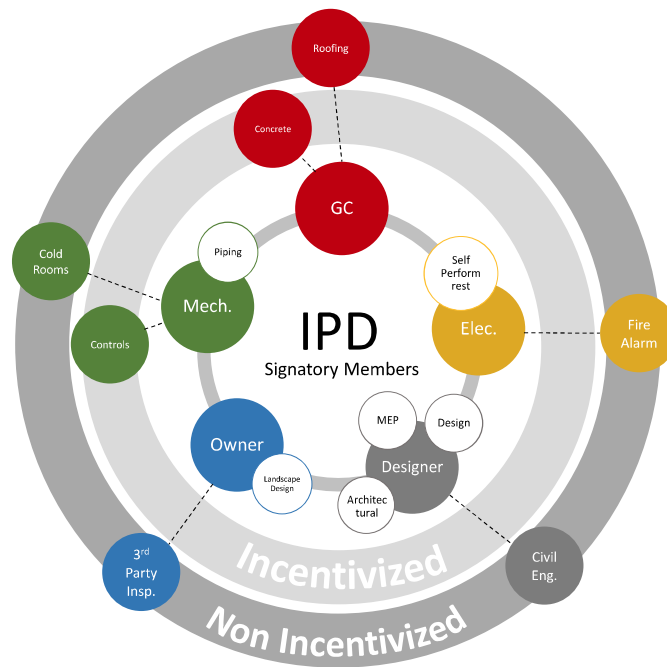 Roofing
Concrete
GC
Piping
Self
Perform
rest
Cold
Rooms
Mech.
Elec.
Fire
Alarm
Controls
IPD
Signatory Members
MEP
Design
Owner
Designer
Landscape
Design
Architec
tural
3rd
Party
Insp.
Civil
Eng.
Incentivized
Non Incentivized